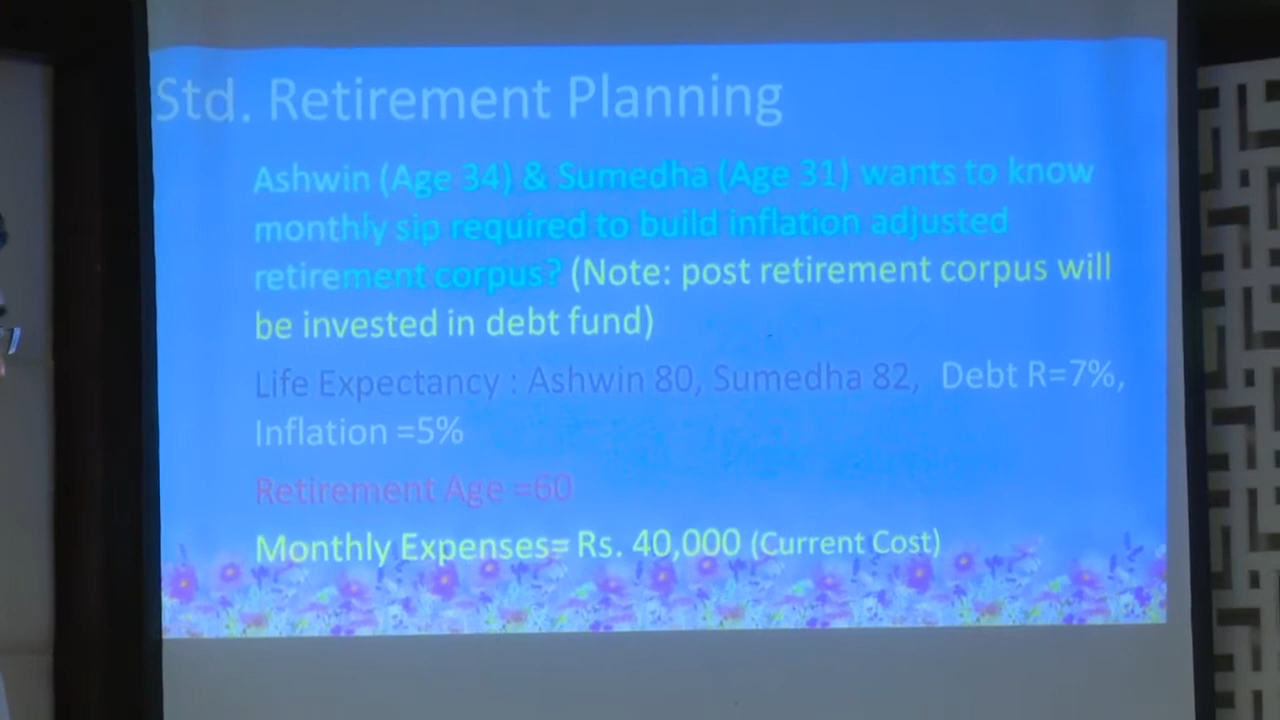 Std. Retirement Planning
Ashwin (Age 34) & Sumedha (Age 31) wants to know
monthly sip required to build inflation adjusted
retirement corpus? (Note: post retirement corpus will
be invested in debt fund)
Life Expectancy : Ashwin 80, Sumedha 82, Debt R=7%,
Inflation =5%
Retirement Age =60
Monthly Expenses= Rs. 40,000 (Current Cost)